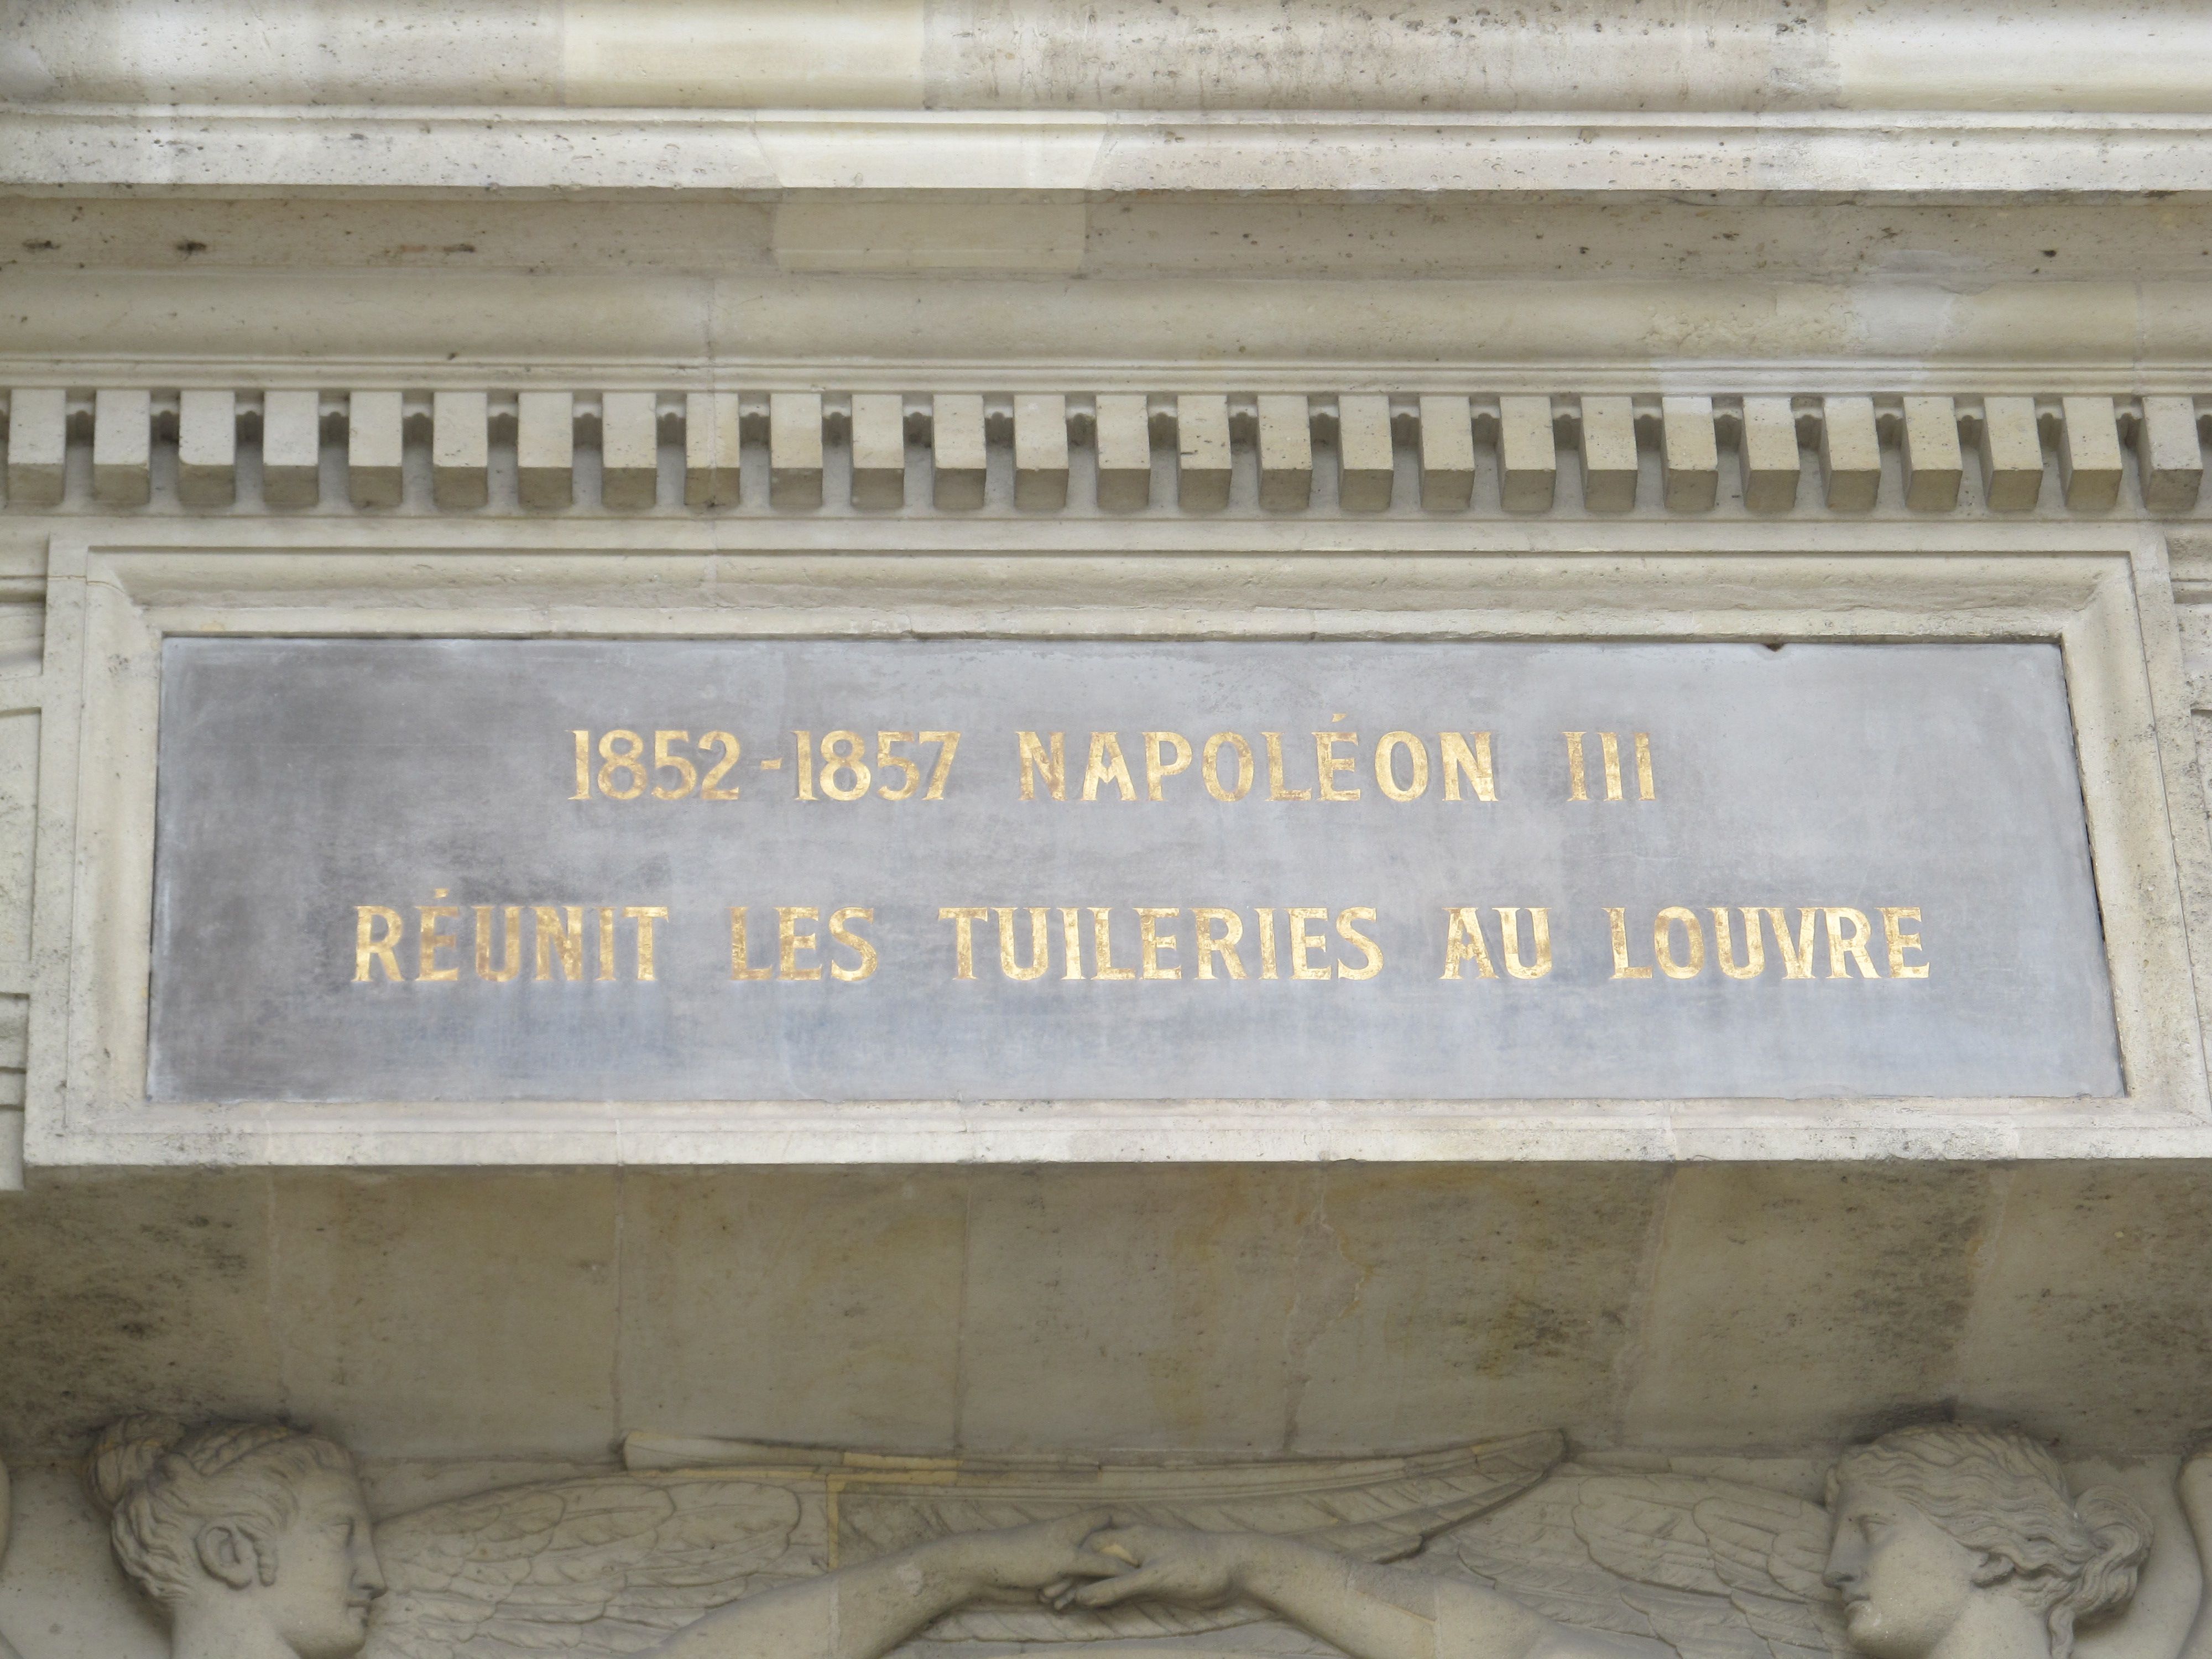 1852-1857 NAPOLÉON III
RÉUNIT LES TUILERIES AU LOUVRE